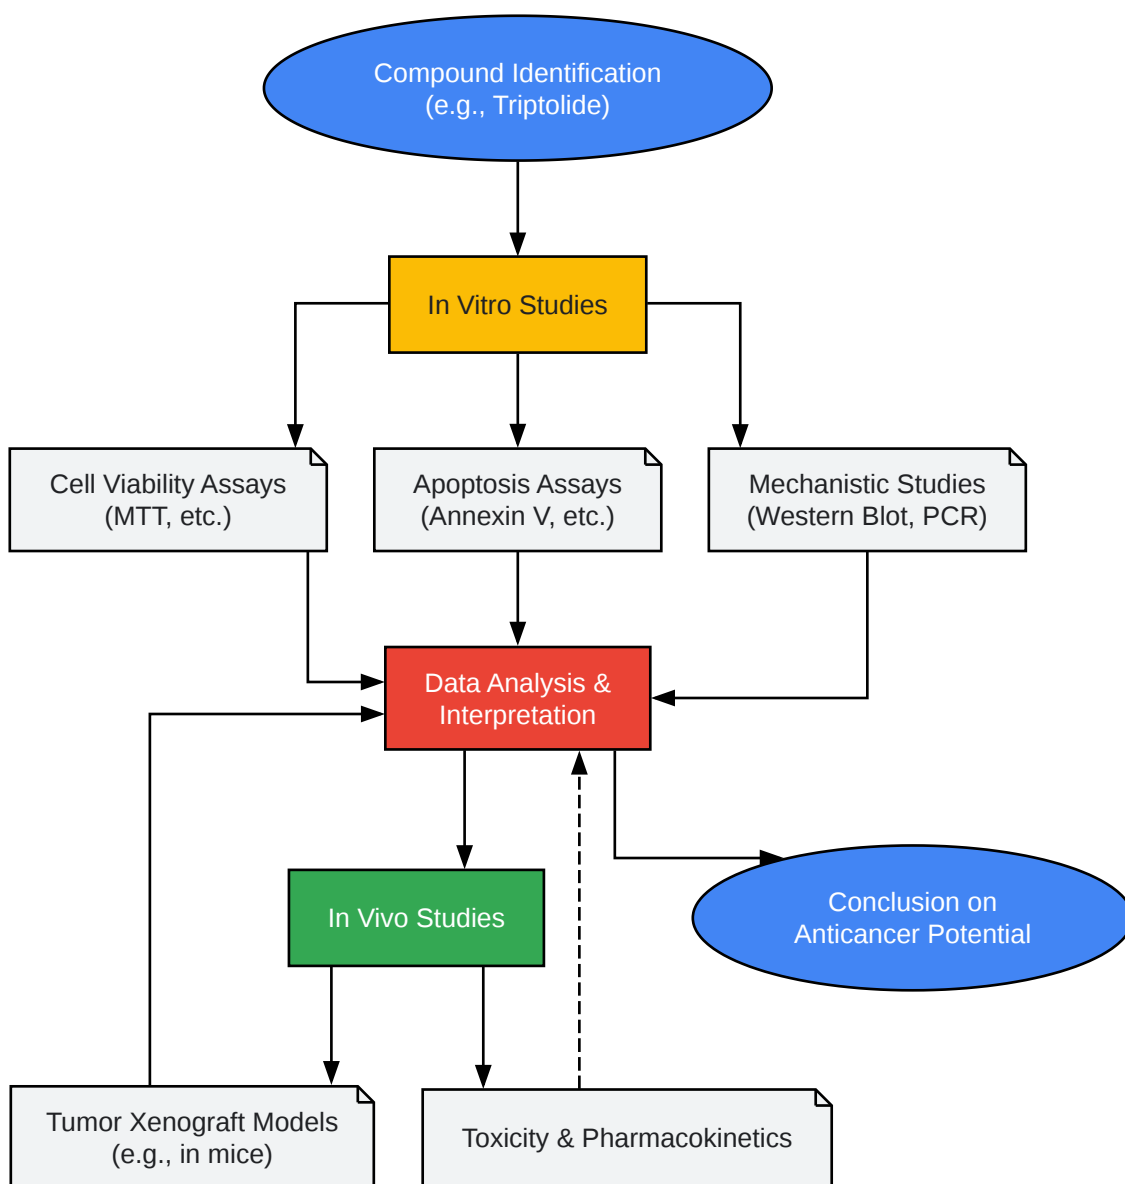 Compound Identification
(e.g., Triptolide)
In Vitro Studies
Cell Viability Assays
(MTT, etc.)
Apoptosis Assays
(Annexin V, etc.)
Mechanistic Studies
(Western Blot, PCR)
Data Analysis &
Interpretation
In Vivo Studies
Conclusion on
Anticancer Potential
Tumor Xenograft Models
(e.g., in mice)
Toxicity & Pharmacokinetics